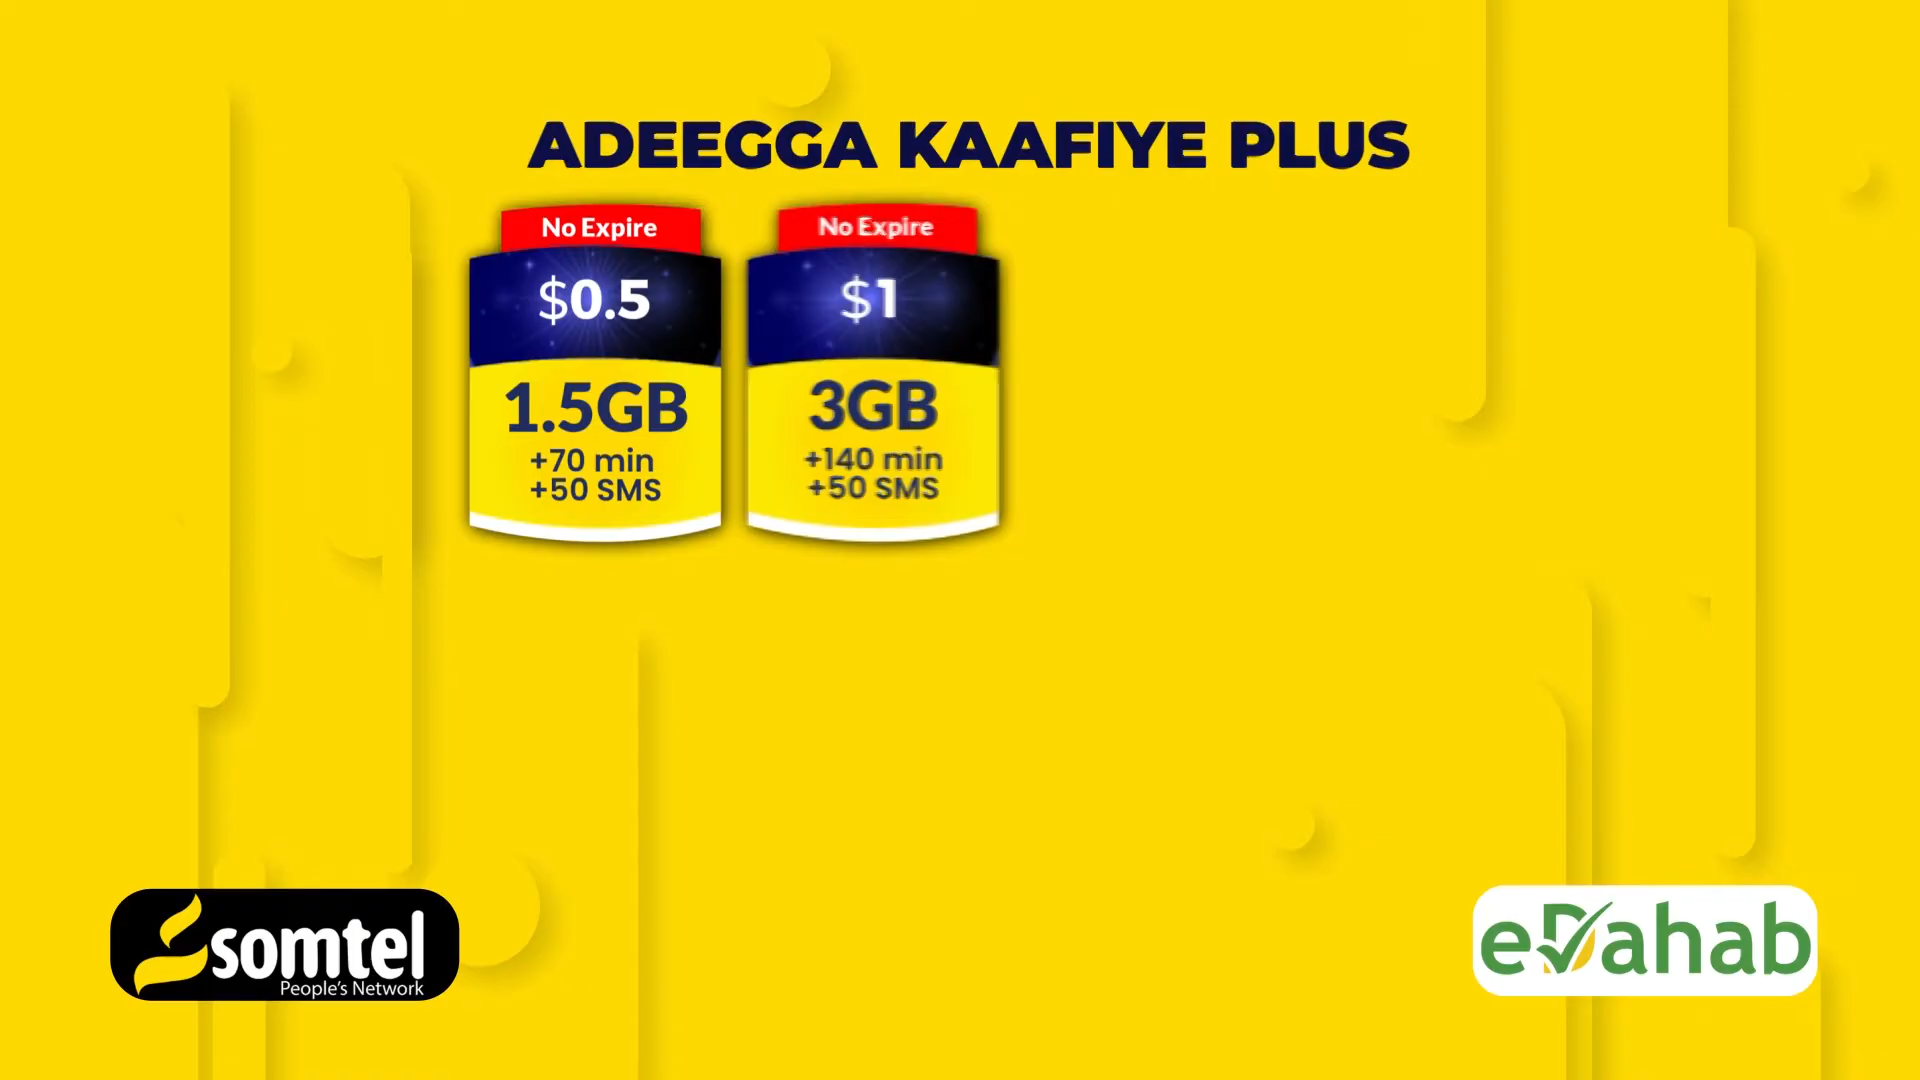 ADEEGGA KAAFIYE PLUS
No Expire
$0.5
1.5GB
+70 min
+50 SMS
No Expire
$1
3GB
+140 min
+50 SMS
somtel
People's Network
eDahab